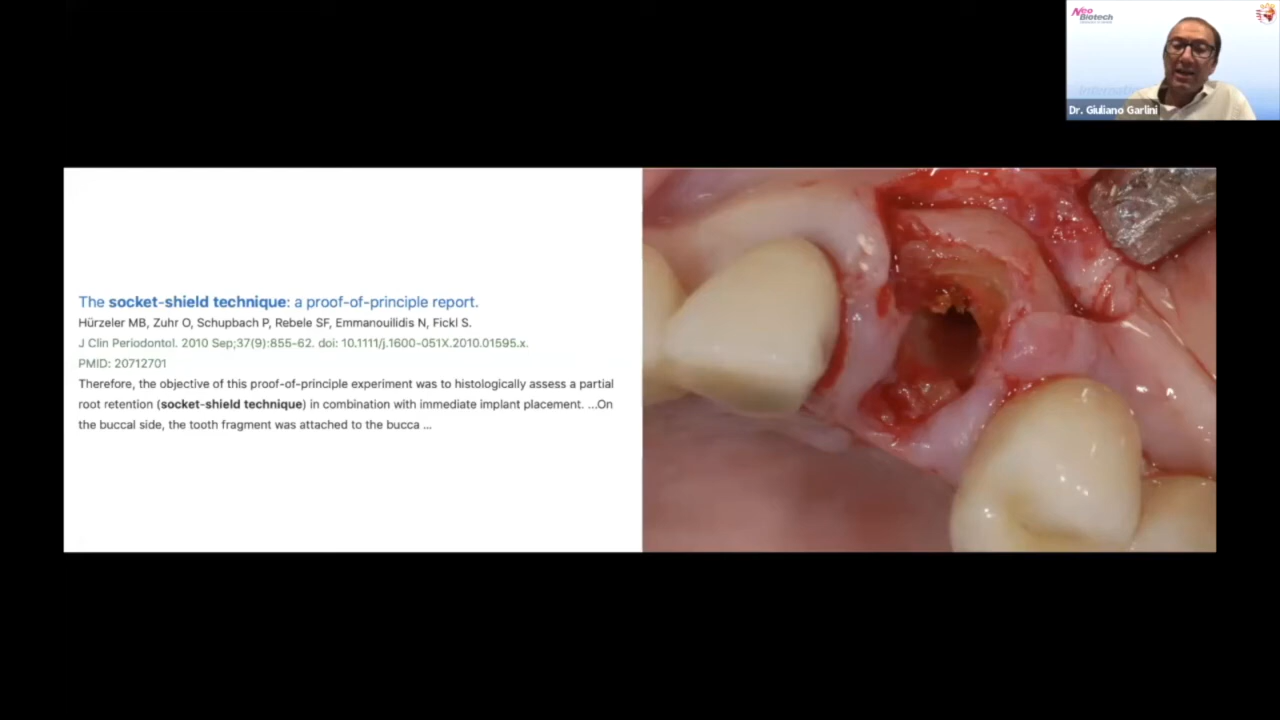 Neo
Biotech
Dr. Giuliano Garlini
The socket-shield technique: a proof-of-principle report.
Hürzeler MB, Zuhr O, Schupbach P, Rebele SF, Emmanouilidis N, Fickl S.
J Clin Periodontol. 2010 Sep;37(9):855-62. doi: 10.1111/j.1600-051X.2010.01595.x.
PMID: 20712701
Therefore, the objective of this proof-of-principle experiment was to histologically assess a partial
root retention (socket-shield technique) in combination with immediate implant placement. ...On
the buccal side, the tooth fragment was attached to the bucca ...